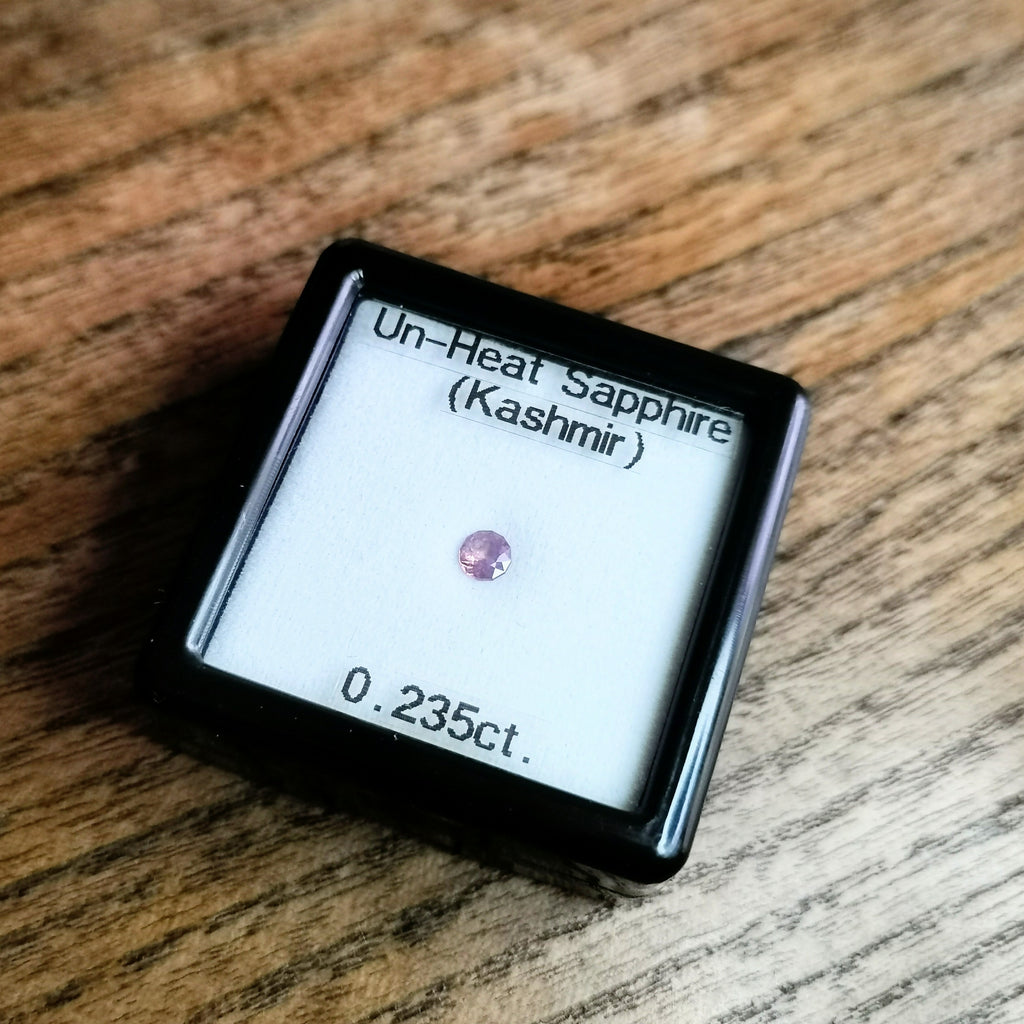 Un-Heat Sapphire
(Kashmir)
0.235ct.